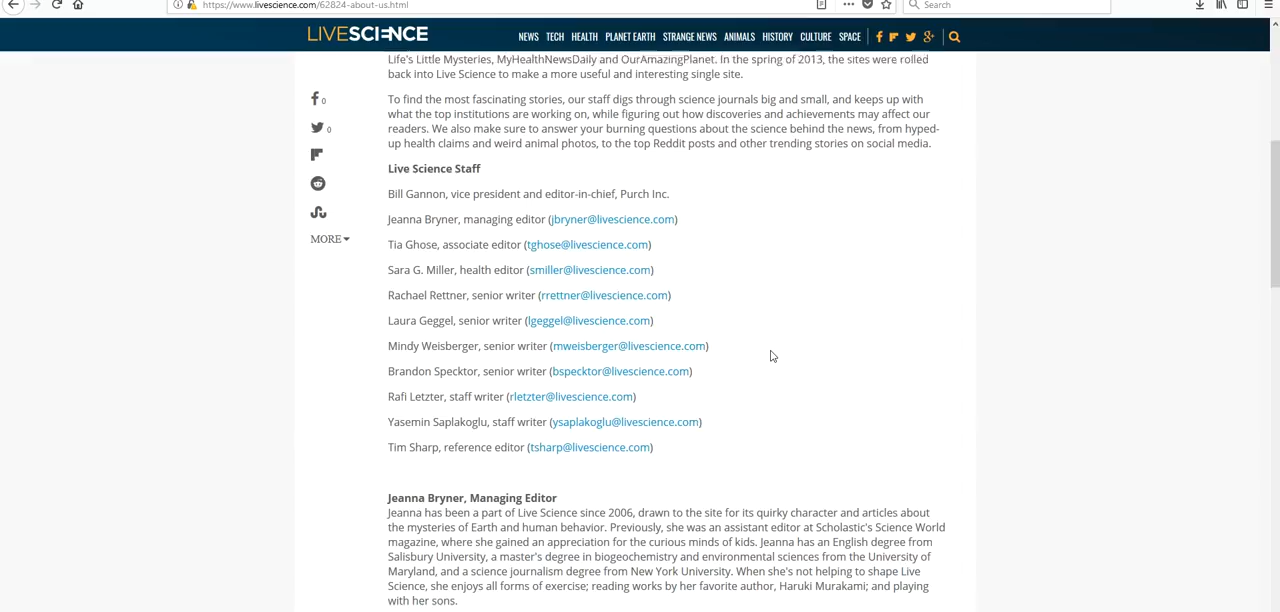 https://www.livescience.com/62824-about-us.html
Search
LIVESCIENCE
NEWS TECH HEALTH PLANET EARTH STRANGE NEWS ANIMALS HISTORY CULTURE SPACE
Life's Little Mysteries, MyHealthNewsDaily and OurAmazingPlanet. In the spring of 2013, the sites were rolled
back into Live Science to make a more useful and interesting single site.
0
To find the most fascinating stories, our staff digs through science journals big and small, and keeps up with
what the top institutions are working on, while figuring out how discoveries and achievements may affect our
0
readers. We also make sure to answer your burning questions about the science behind the news, from hyped-
up health claims and weird animal photos, to the top Reddit posts and other trending stories on social media.
Live Science Staff
Bill Gannon, vice president and editor-in-chief, Purch Inc.
Jeanna Bryner, managing editor (jbryner@livescience.com)
MORE
Tia Ghose, associate editor (tghose@livescience.com)
Sara G. Miller, health editor (smiller@livescience.com)
Rachael Rettner, senior writer (rrettner@livescience.com)
Laura Geggel, senior writer (lgeggel@livescience.com)
Mindy Weisberger, senior writer (mweisberger@livescience.com)
Brandon Specktor, senior writer (bspecktor@livescience.com)
Rafi Letzter, staff writer (rletzter@livescience.com)
Yasemin Saplakoglu, staff writer (ysaplakoglu@livescience.com)
Tim Sharp, reference editor (tsharp@livescience.com)
Jeanna Bryner, Managing Editor
Jeanna has been a part of Live Science since 2006, drawn to the site for its quirky character and articles about
the mysteries of Earth and human behavior. Previously, she was an assistant editor at Scholastic's Science World
magazine, where she gained an appreciation for the curious minds of kids. Jeanna has an English degree from
Salisbury University, a master's degree in biogeochemistry and environmental sciences from the University of
Maryland, and a science journalism degree from New York University. When she's not helping to shape Live
Science, she enjoys all forms of exercise; reading works by her favorite author, Haruki Murakami; and playing
with her sons.